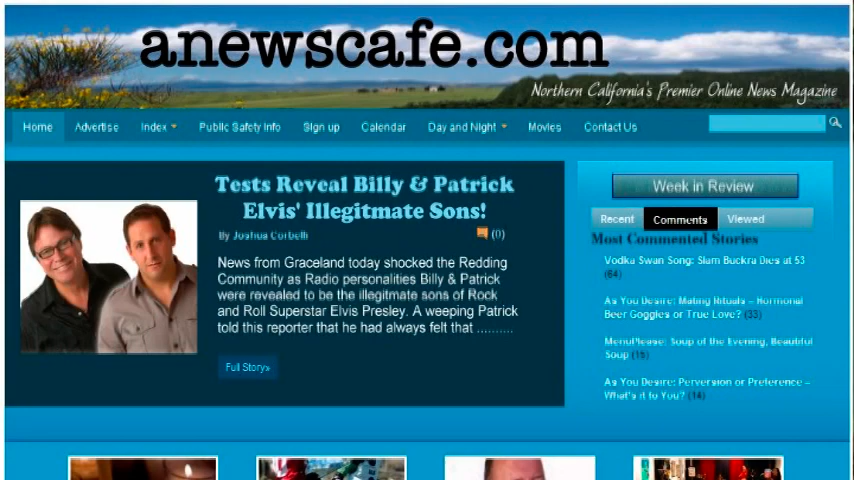 anewscafe.com
Northern California's Premier Online News Magazine
Home Advertise Index Public Safety Info Sign up Calendar Day and Night Movies Contact Us
Tests Reveal Billy & Patrick
Elvis' Illegitmate Sons!
By Joshua Corbelli (0)
News from Graceland today shocked the Redding
Community as Radio personalities Billy & Patrick
were revealed to be the illegitimate sons of Rock
and Roll Superstar Elvis Presley. A weeping Patrick
told this reporter that he had always felt that ..........
Full Story»
Week in Review
Recent Comments Viewed
Most Commented Stories
Vodka Swan Song: Slam Buckra Dies at 53
(64)
As You Desire: Mating Rituals – Hormonal
Beer Goggles or True Love? (33)
MenuPlease: Soup of the Evening, Beautiful
Soup (15)
As You Desire: Perversion or Preference –
What's it to You? (14)